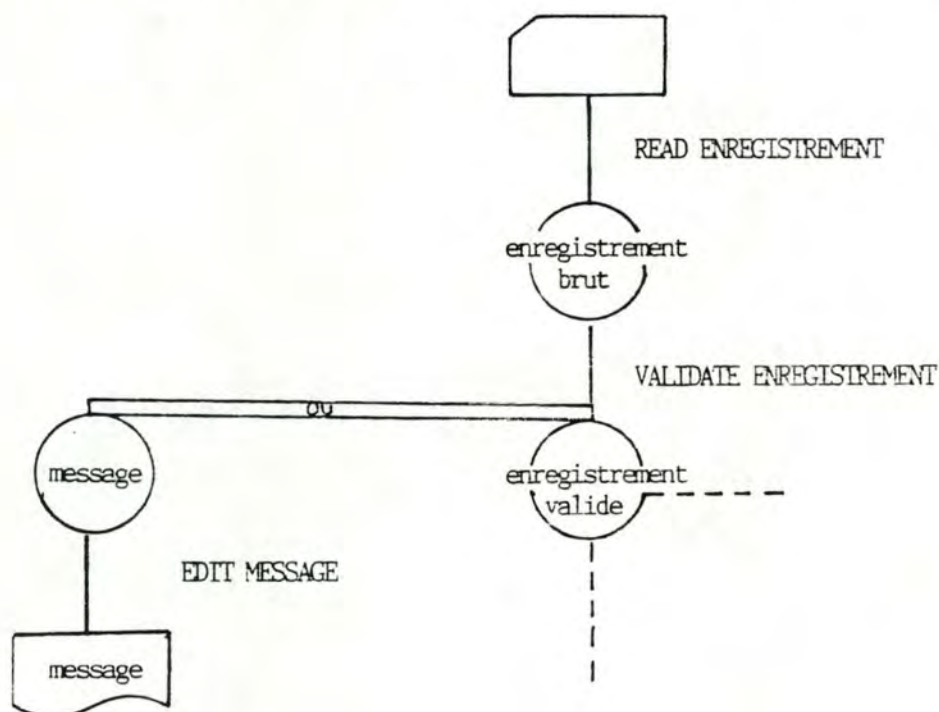 READ ENREGISTREMENT
enregistrement
brut
VALIDATE ENREGISTREMENT
ou
message
enregistrement
valide
EDIT MESSAGE
message